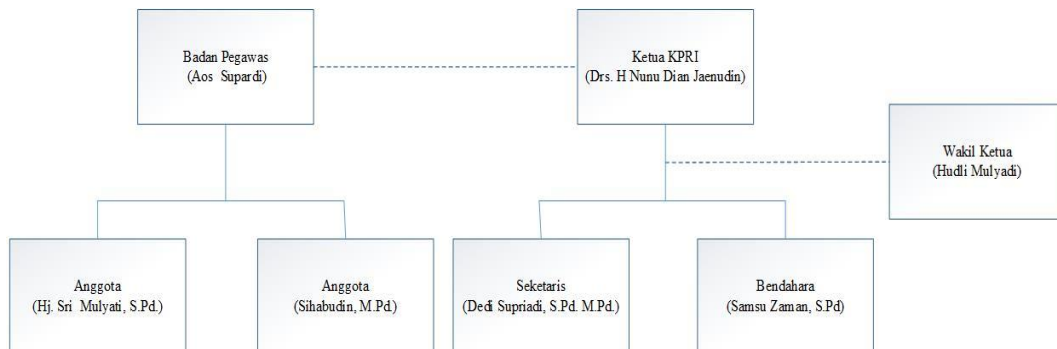 Badan Pegawas
(Aos Supardi)
Ketua KPRI
(Drs. H Nunu Dian Jaenudin)
Wakil Ketua
(Hudli Mulyadi)
Anggota
(Hj. Sri Mulyati, S.Pd.)
Anggota
(Sihabudin, M.Pd.)
Seketaris
(Dedi Supriadi, S.Pd. M.Pd.)
Bendahara
(Samsu Zaman, S.Pd)